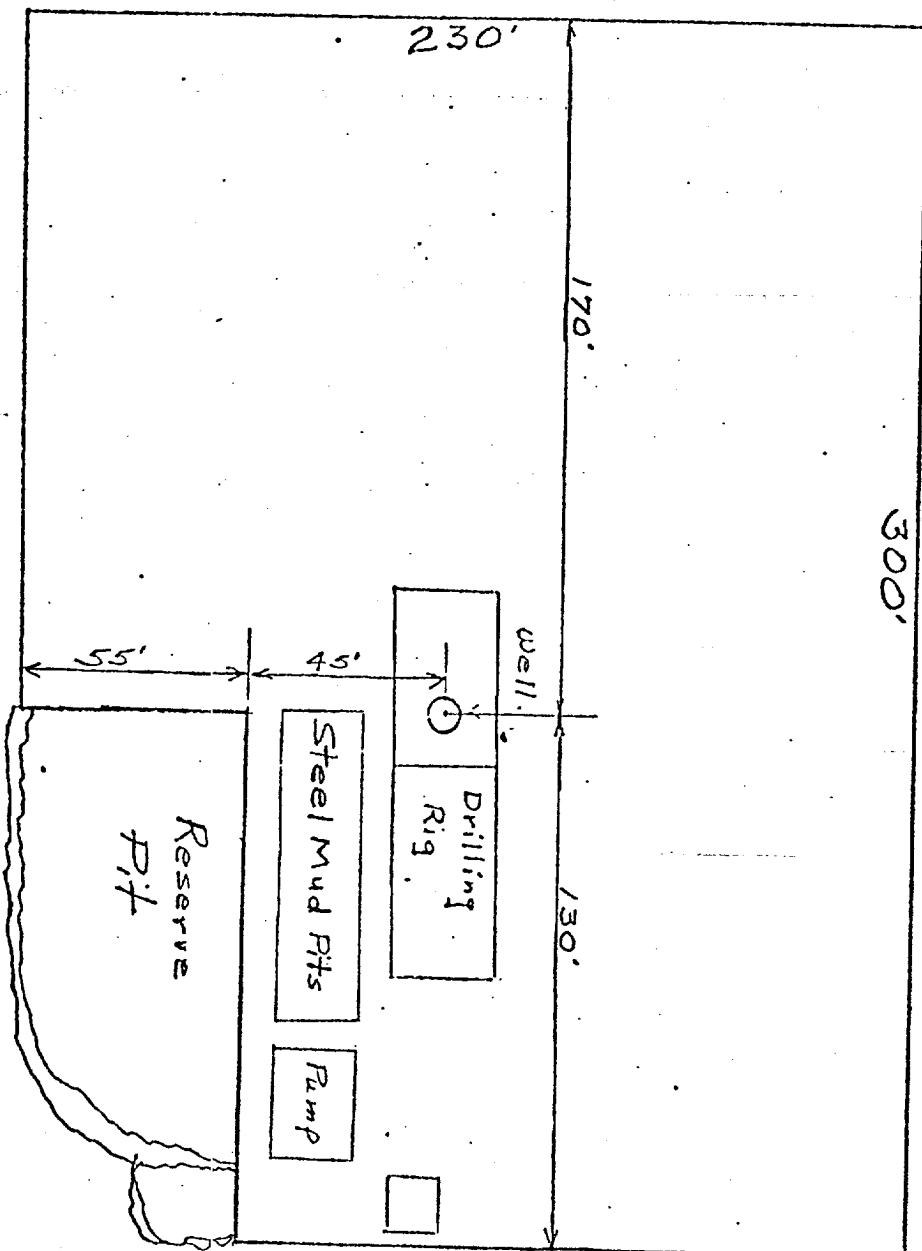 230'
170'
300'
Well.
55'
45'
Drilling
Rig.
130'
Steel Mud Pits
Reserve
Pit
Pump